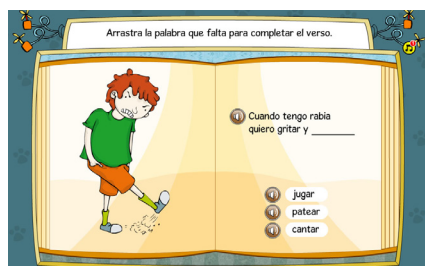 Arrastra la palabra que falta para completar el verso.
Cuando tengo rabia
quiero gritar y ________
jugar
patear
cantar